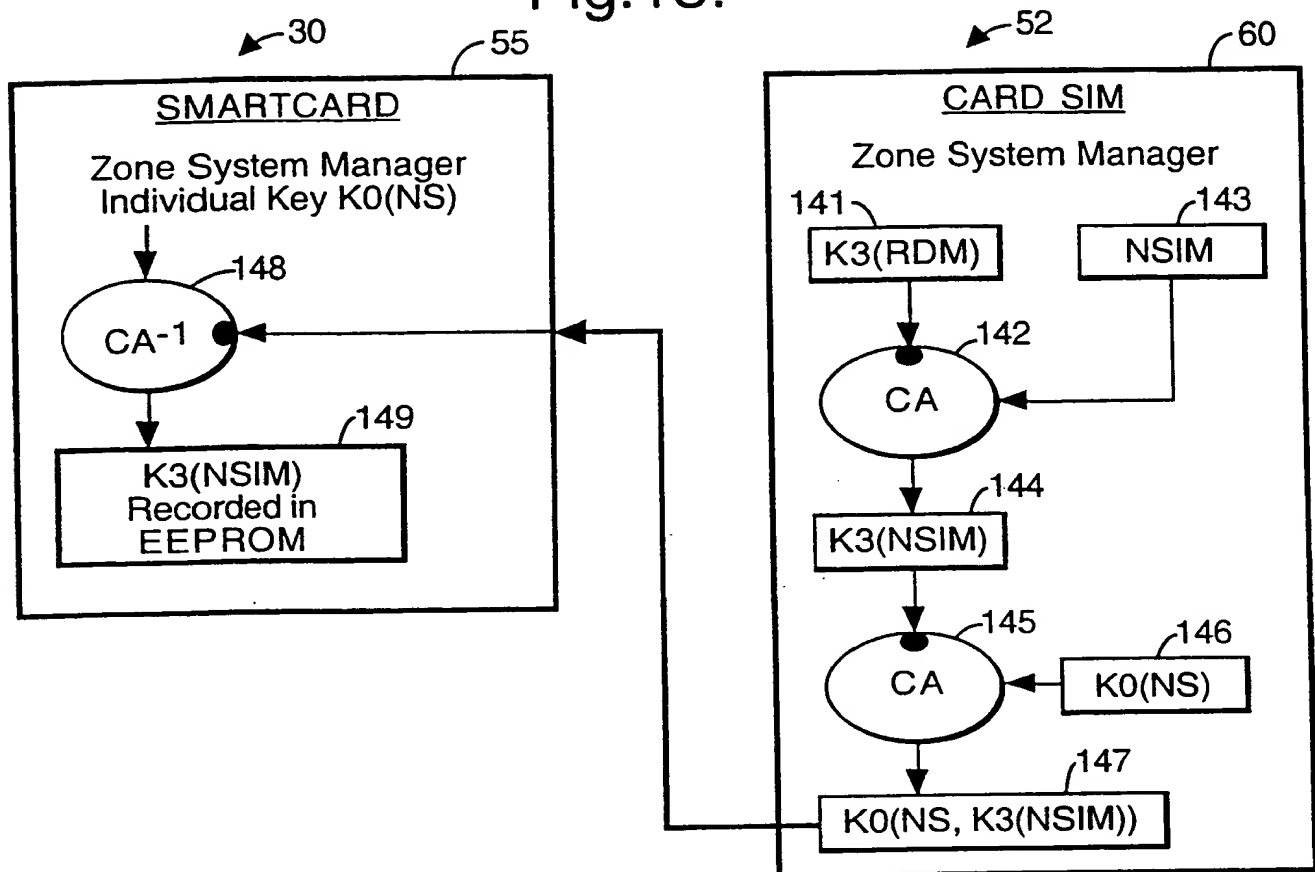 30
55
SMARTCARD
Zone System Manager
Individual Key K0(NS)
148
CA-1
149
K3(NSIM)
Recorded in
EEPROM
52
60
CARD SIM
Zone System Manager
141
143
K3(RDM)
NSIM
142
CA
144
K3(NSIM)
145
146
CA
K0(NS)
147
K0(NS, K3(NSIM))